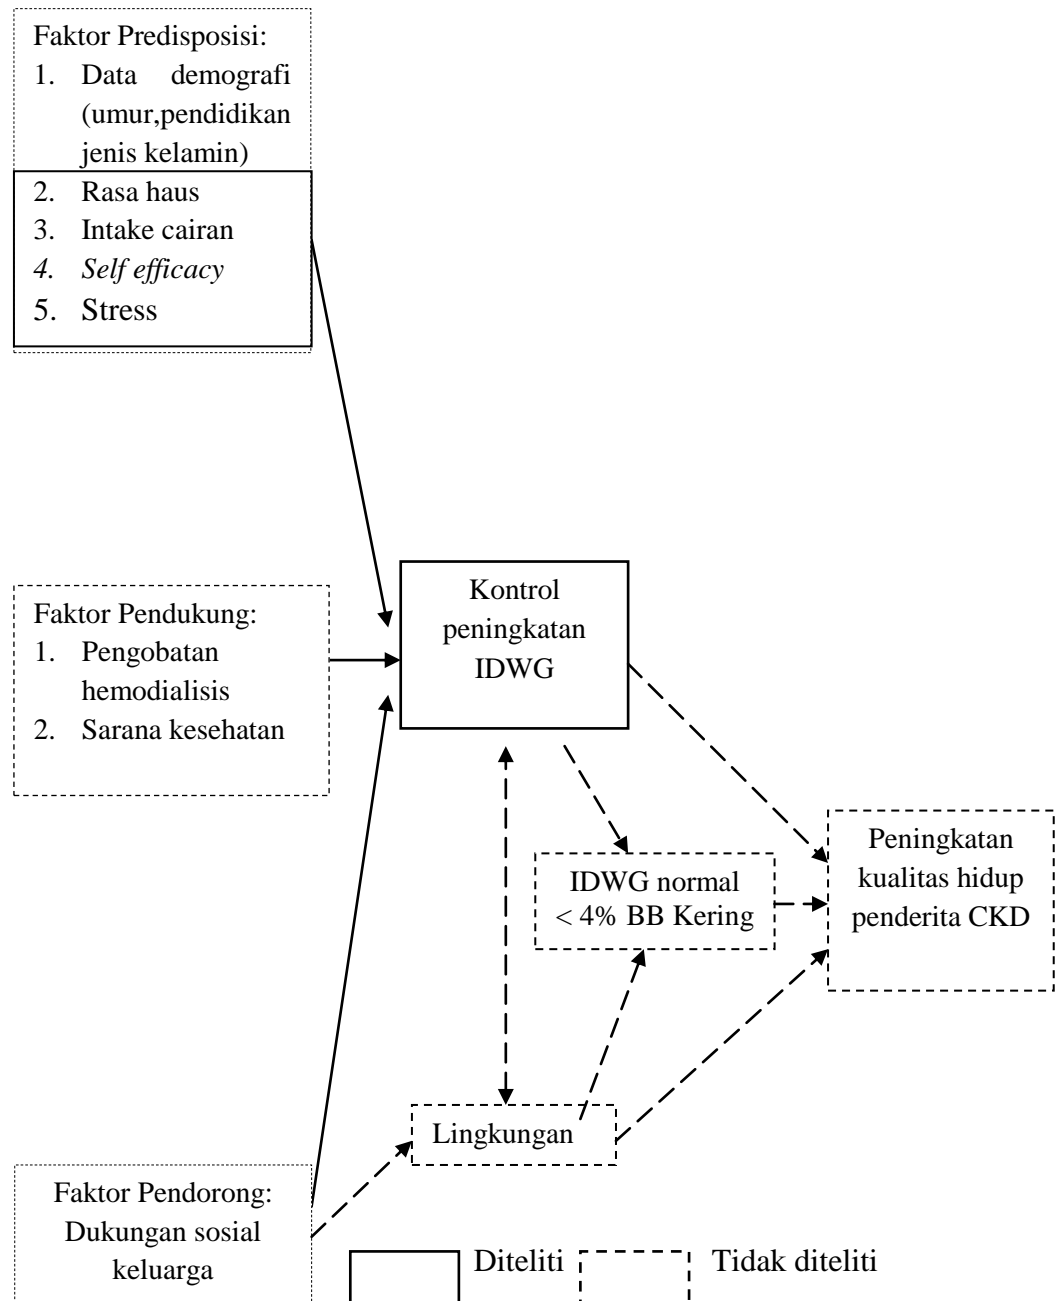 Faktor Predisposisi:
1. Data demografi
(umur,pendidikan
jenis kelamin)
2. Rasa haus
3. Intake cairan
4. Self efficacy
5. Stress
Kontrol
peningkatan
IDWG
Faktor Pendukung:
1. Pengobatan
hemodialisis
2. Sarana kesehatan
IDWG normal
< 4% BB Kering
Peningkatan
kualitas hidup
penderita CKD
Lingkungan
Faktor Pendorong:
Dukungan sosial
keluarga
Diteliti
Tidak diteliti